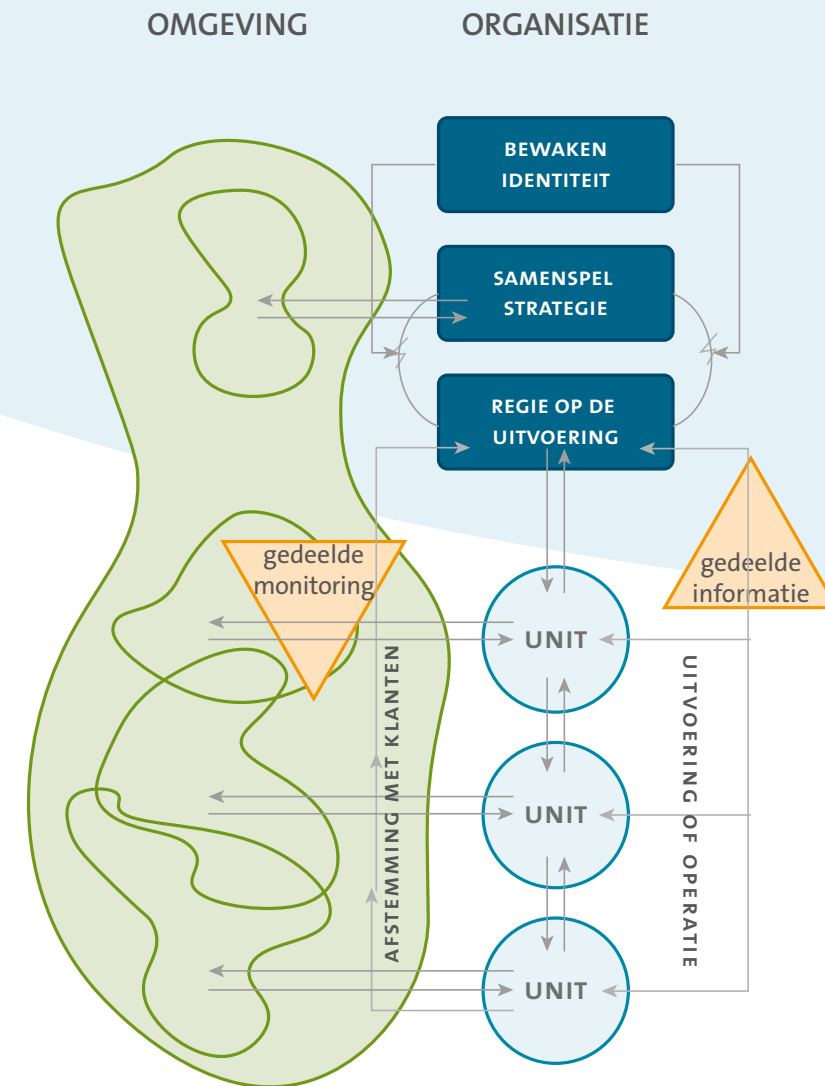 OMGEVING
ORGANISATIE
BEWAKEN
IDENTITEIT
SAMENSPEL
STRATEGIE
REGIE OP DE
UITVOERING
gedeelde
monitoring
gedeelde
informatie
UNIT
AFSTEMMING MET KLANTEN
UITVOERING OF OPERATIE
UNIT
UNIT